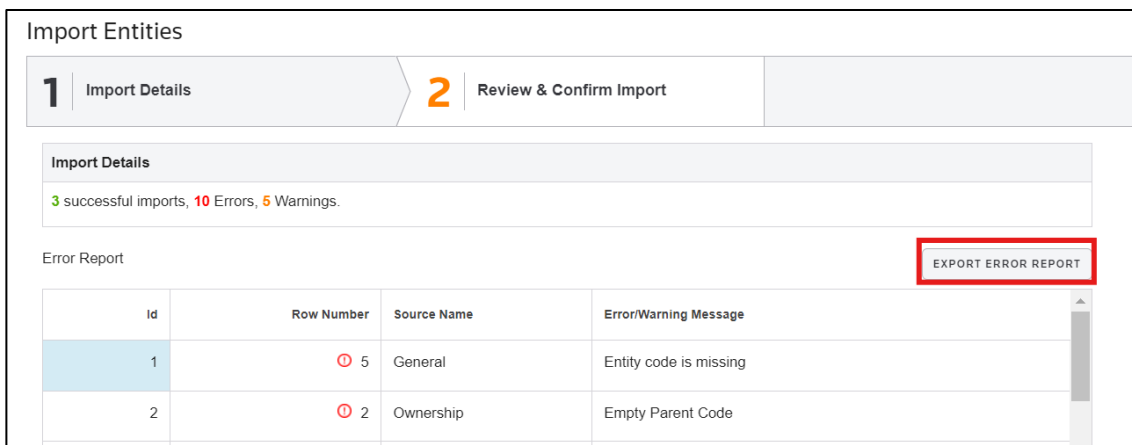 Import Entities
1 Import Details
2 Review & Confirm Import
Import Details
3 successful imports, 10 Errors, 5 Warnings.
Error Report
EXPORT ERROR REPORT
Id Row Number Source Name Error/Warning Message
1 5 General Entity code is missing
2 2 Ownership Empty Parent Code